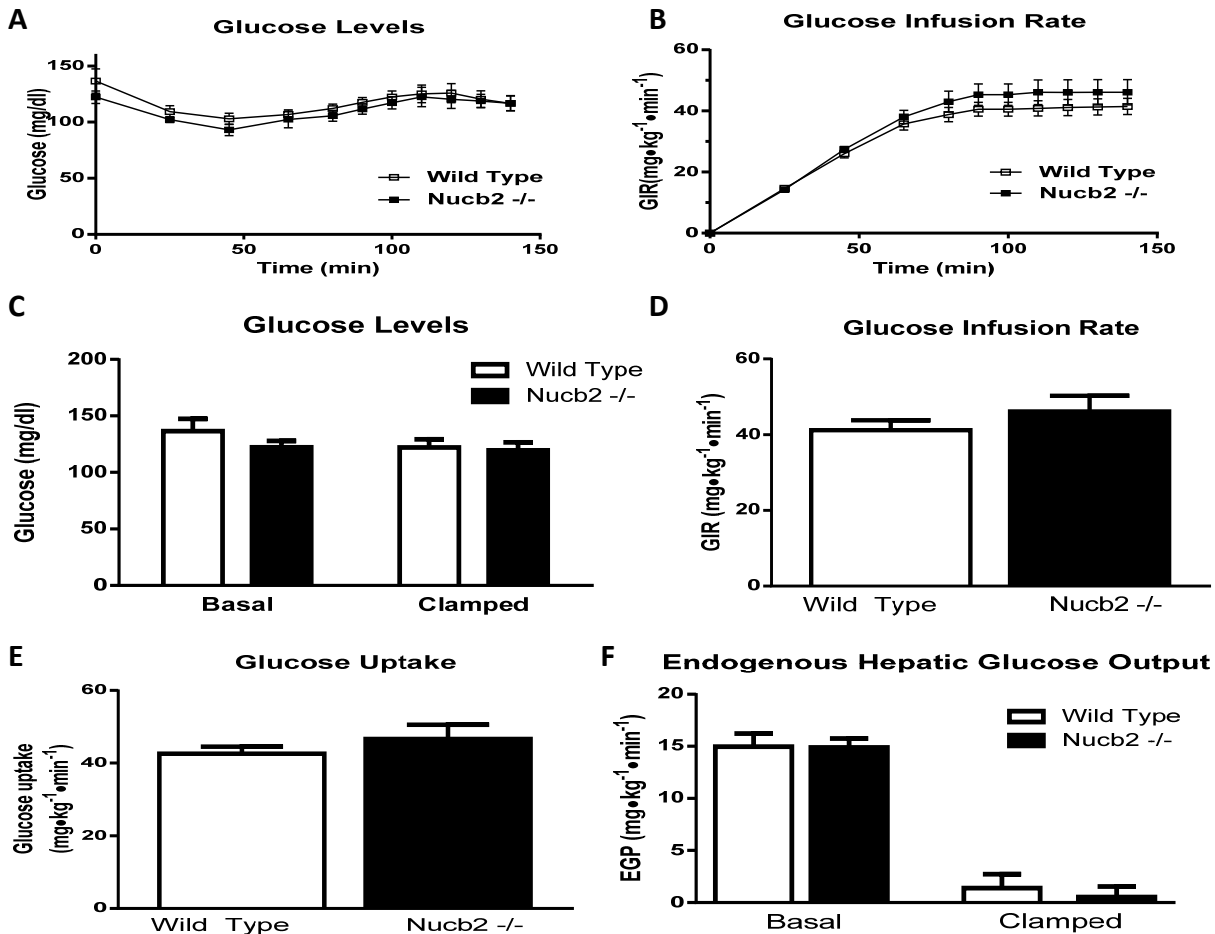 A
Glucose Levels
150
100
50
0
Glucose (mg/dl)
Wild Type
Nucb2 -/-
0 50 100 150
Time (min)
B
Glucose Infusion Rate
60
40
20
0
GIR(mg•kg⁻¹•min⁻¹)
Wild Type
Nucb2 -/-
0 50 100 150
Time (min)
C
Glucose Levels
200
150
100
50
0
Glucose (mg/dl)
Wild Type
Nucb2 -/-
Basal Clamped
D
Glucose Infusion Rate
60
40
20
0
GIR (mg•kg⁻¹•min⁻¹)
Wild Type Nucb2 -/-
E
Glucose Uptake
60
40
20
0
Glucose uptake
(mg•kg⁻¹•min⁻¹)
Wild Type Nucb2 -/-
F
Endogenous Hepatic Glucose Output
20
15
10
5
0
EGP (mg•kg⁻¹•min⁻¹)
Wild Type
Nucb2 -/-
Basal Clamped